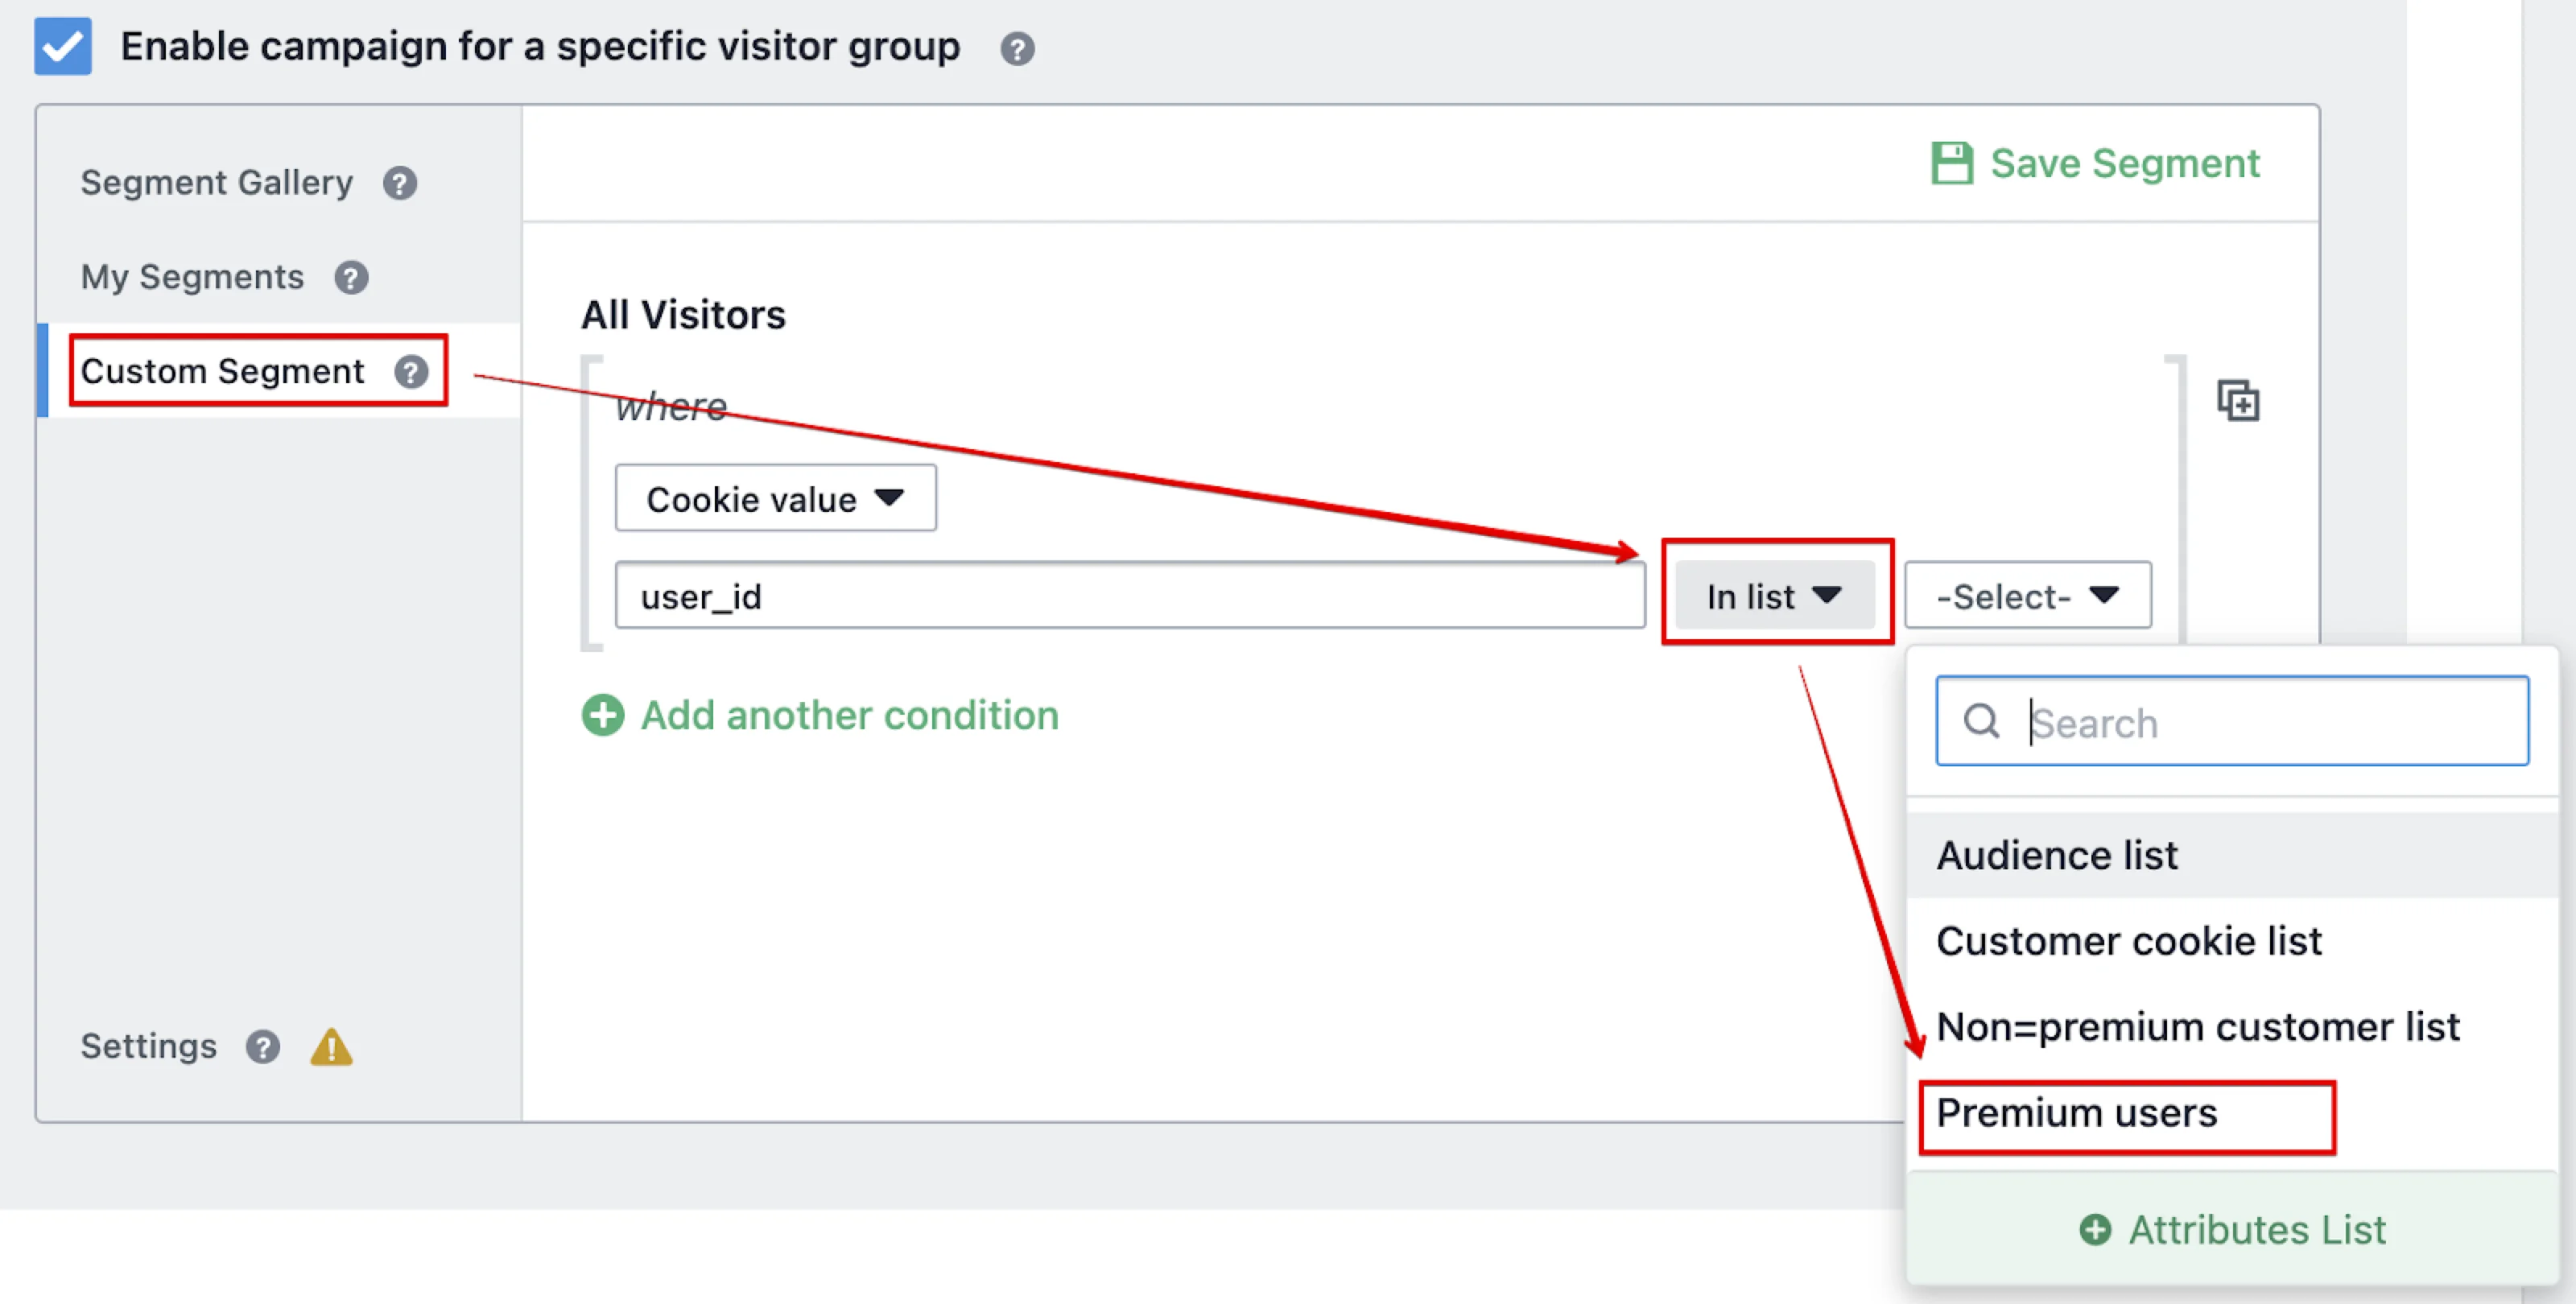 Enable campaign for a specific visitor group ?
Segment Gallery ?
My Segments ?
Custom Segment ?
Settings ?
Save Segment
All Visitors
where
Cookie value
user_id
In list
-Select-
Add another condition
Search
Audience list
Customer cookie list
Non=premium customer list
Premium users
Attributes List